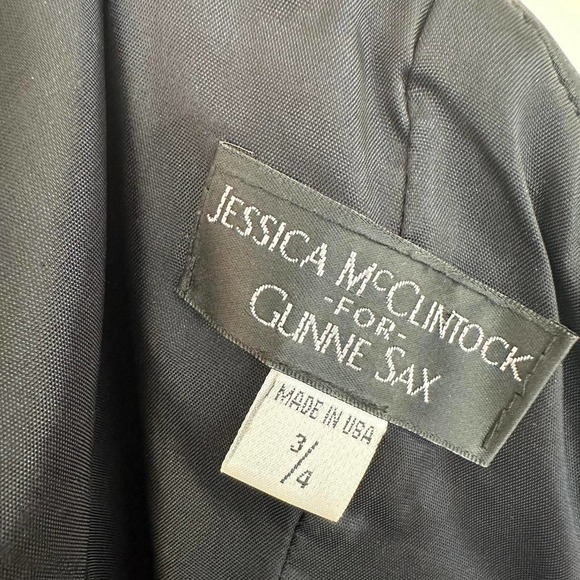 JESSICA McCLINTOCK
-FOR-
GUNNE SAX
MADE IN USA
3/4